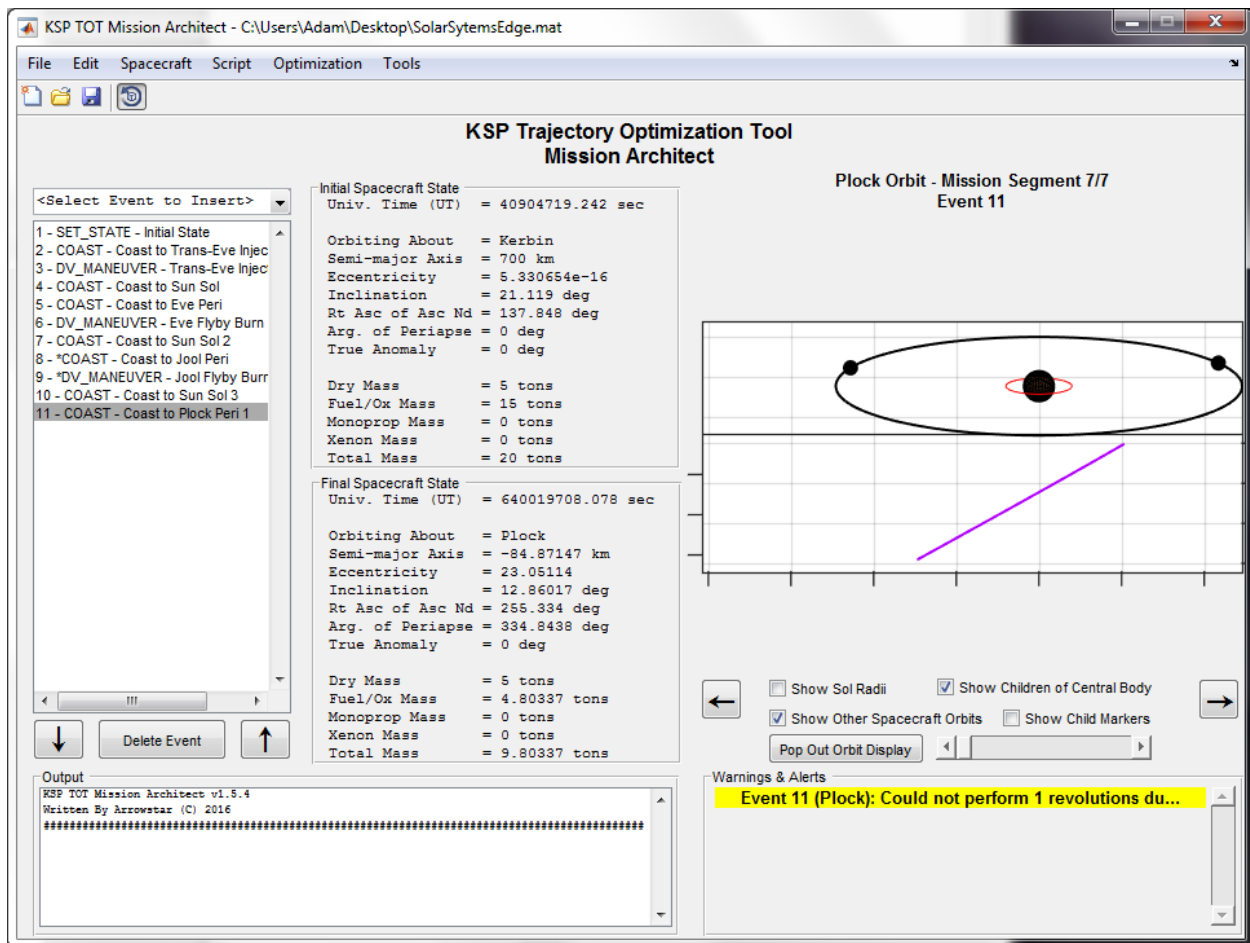 KSP TOT Mission Architect - C:\Users\Adam\Desktop\SolarSytemsEdge.mat
File Edit Spacecraft Script Optimization Tools
KSP Trajectory Optimization Tool
Mission Architect
<Select Event to Insert>
1 - SET_STATE - Initial State
2 - COAST - Coast to Trans-Eve Injec
3 - DV_MANEUVER - Trans-Eve Inject
4 - COAST - Coast to Sun SoI
5 - COAST - Coast to Eve Peri
6 - DV_MANEUVER - Eve Flyby Burn
7 - COAST - Coast to Sun SoI 2
8 - *COAST - Coast to Jool Peri
9 - *DV_MANEUVER - Jool Flyby Burr
10 - COAST - Coast to Sun SoI 3
11 - COAST - Coast to Plock Peri 1
Delete Event
Initial Spacecraft State
Univ. Time (UT) = 40904719.242 sec
Orbiting About = Kerbin
Semi-major Axis = 700 km
Eccentricity = 5.330654e-16
Inclination = 21.119 deg
Rt Asc of Asc Nd = 137.848 deg
Arg. of Periapse = 0 deg
True Anomaly = 0 deg
Dry Mass = 5 tons
Fuel/Ox Mass = 15 tons
Monoprop Mass = 0 tons
Xenon Mass = 0 tons
Total Mass = 20 tons
Final Spacecraft State
Univ. Time (UT) = 640019708.078 sec
Orbiting About = Plock
Semi-major Axis = -84.87147 km
Eccentricity = 23.05114
Inclination = 12.86017 deg
Rt Asc of Asc Nd = 255.334 deg
Arg. of Periapse = 334.8438 deg
True Anomaly = 0 deg
Dry Mass = 5 tons
Fuel/Ox Mass = 4.80337 tons
Monoprop Mass = 0 tons
Xenon Mass = 0 tons
Total Mass = 9.80337 tons
Plock Orbit - Mission Segment 7/7
Event 11
Show SoI Radii
Show Children of Central Body
Show Other Spacecraft Orbits
Show Child Markers
Pop Out Orbit Display
Output
KSP TOT Mission Architect v1.5.4
Written By Arrowstar (C) 2016
############################################################################################
Warnings & Alerts
Event 11 (Plock): Could not perform 1 revolutions du...